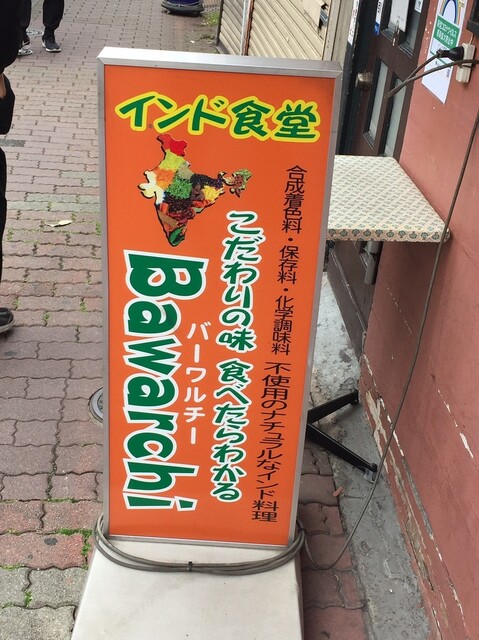 インド食堂
合成着色料・保存料・化学調味料 不使用のナチュラルなインド料理
こだわりの味 食べたらわかる
バーワルチー
Bawarchi